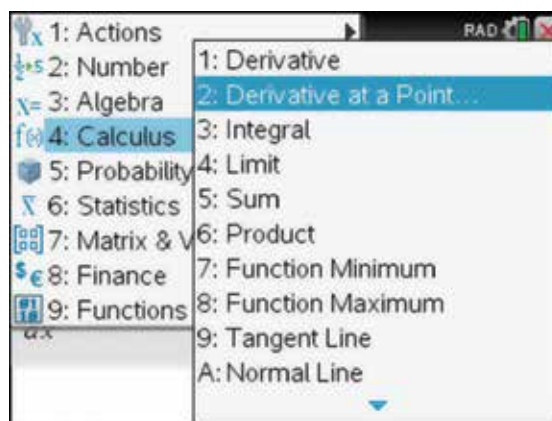 1: Actions
2: Number
3: Algebra
4: Calculus
5: Probability
6: Statistics
7: Matrix & V
8: Finance
9: Functions
RAD
1: Derivative
2: Derivative at a Point...
3: Integral
4: Limit
5: Sum
6: Product
7: Function Minimum
8: Function Maximum
9: Tangent Line
A: Normal Line